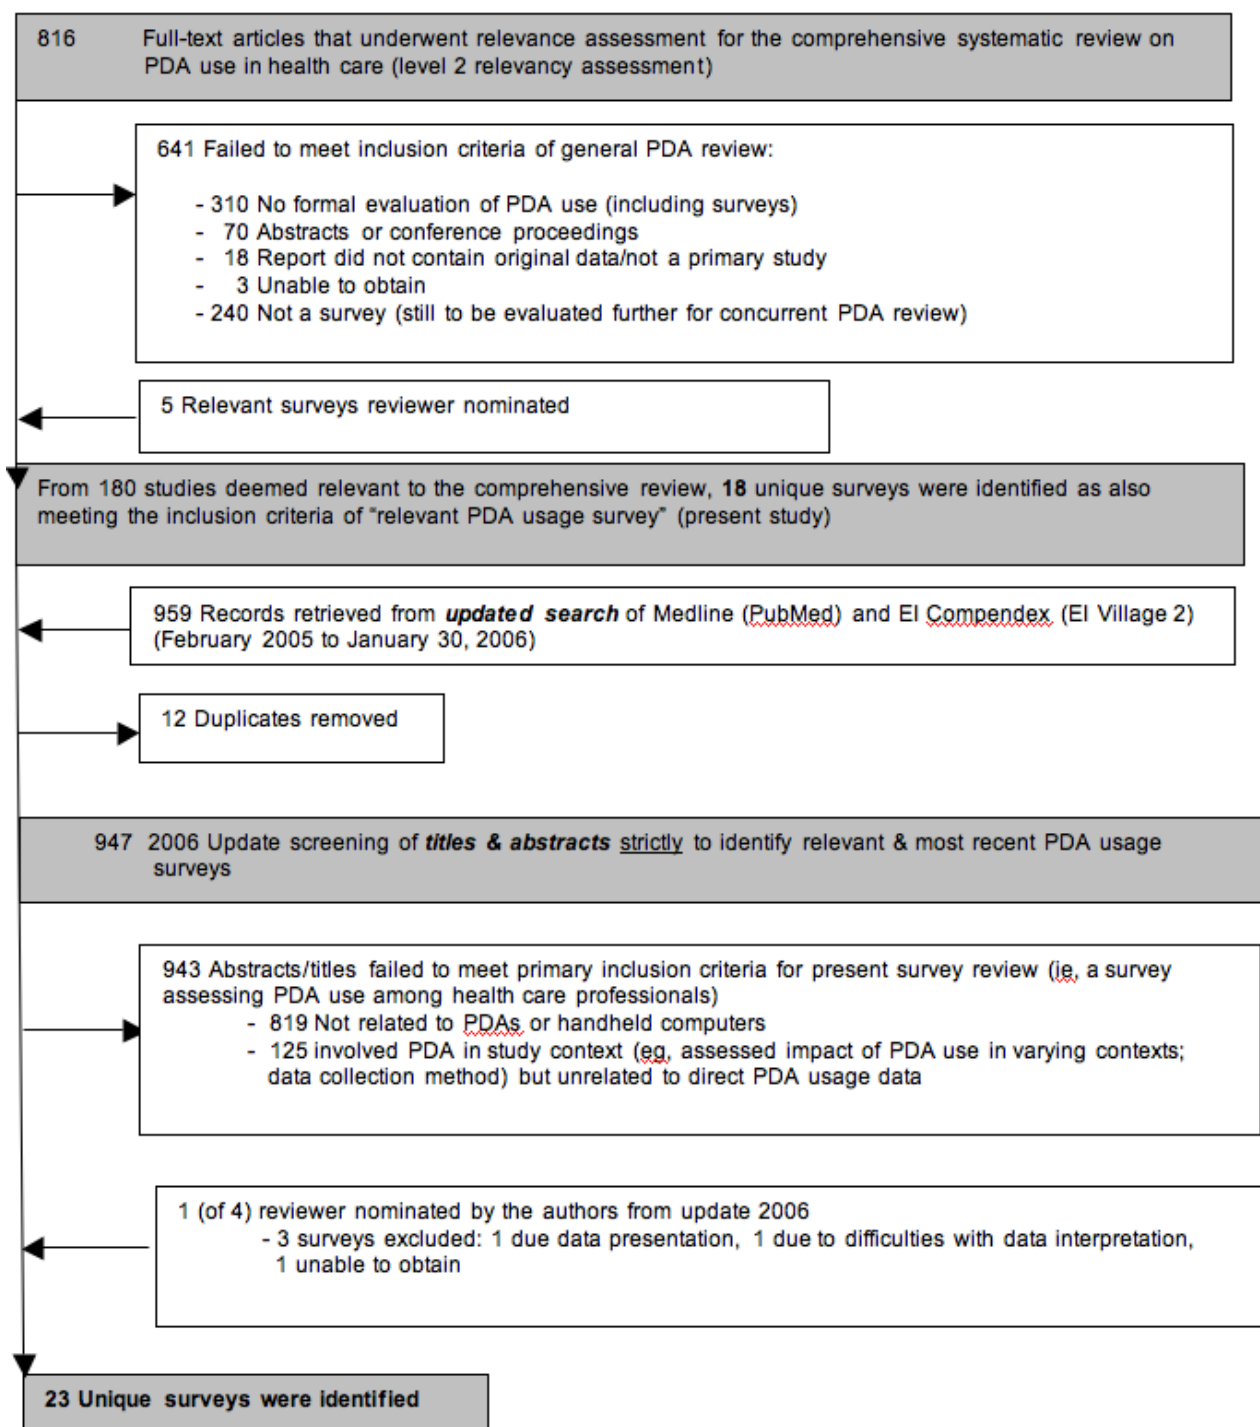 816 Full-text articles that underwent relevance assessment for the comprehensive systematic review on
PDA use in health care (level 2 relevancy assessment)
641 Failed to meet inclusion criteria of general PDA review:
- 310 No formal evaluation of PDA use (including surveys)
- 70 Abstracts or conference proceedings
- 18 Report did not contain original data/not a primary study
- 3 Unable to obtain
- 240 Not a survey (still to be evaluated further for concurrent PDA review)
5 Relevant surveys reviewer nominated
From 180 studies deemed relevant to the comprehensive review, 18 unique surveys were identified as also
meeting the inclusion criteria of “relevant PDA usage survey” (present study)
959 Records retrieved from updated search of Medline (PubMed) and EI Compendex (EI Village 2)
(February 2005 to January 30, 2006)
12 Duplicates removed
947 2006 Update screening of titles & abstracts strictly to identify relevant & most recent PDA usage
surveys
943 Abstracts/titles failed to meet primary inclusion criteria for present survey review (ie, a survey
assessing PDA use among health care professionals)
- 819 Not related to PDAs or handheld computers
- 125 involved PDA in study context (eg, assessed impact of PDA use in varying contexts;
data collection method) but unrelated to direct PDA usage data
1 (of 4) reviewer nominated by the authors from update 2006
- 3 surveys excluded: 1 due data presentation, 1 due to difficulties with data interpretation,
1 unable to obtain
23 Unique surveys were identified